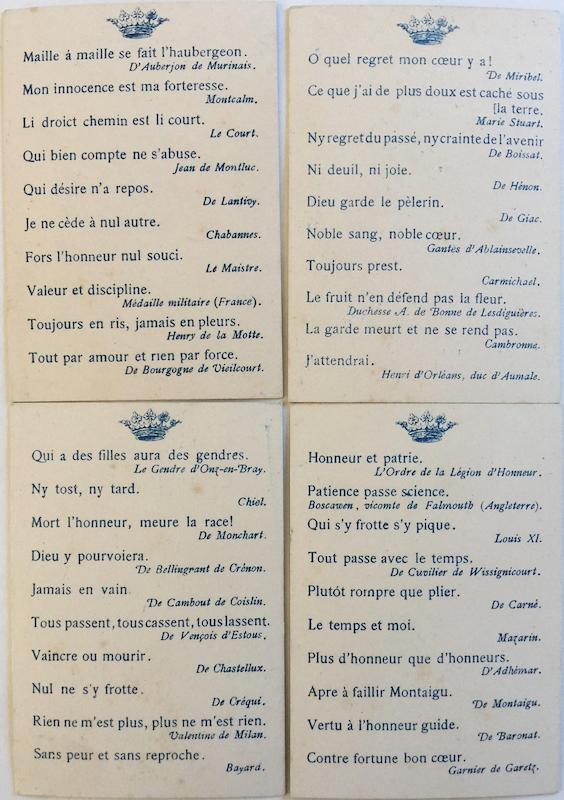 Maille à maille se fait l'haubergeon.
D'Auberjon de Murinais.
Mon innocence est ma forteresse.
Montcalm.
Li droict chemin est li court.
Le Court.
Qui bien compte ne s'abuse.
Jean de Montluc.
Qui désire n'a repos.
De Lantivy.
Je ne cède à nul autre.
Chabannes.
Fors l'honneur nul souci.
Le Maistre.
Valeur et discipline.
Médaille militaire (France).
Toujours en ris, jamais en pleurs.
Henry de la Motte.
Tout par amour et rien par force.
De Bourgogne de Vieilcourt.
O quel regret mon cœur y a!
De Miribel.
Ce que j'ai de plus doux est caché sous
[la terre.
Marie Stuart.
Ny regret du passé, ny crainte de l'avenir
De Boissat.
Ni deuil, ni joie.
De Hénon.
Dieu garde le pèlerin.
De Giac.
Noble sang, noble cœur.
Gantès d'Ablainsevelle.
Toujours prest.
Carmichael.
Le fruit n'en défend pas la fleur.
Duchesse A. de Bonne de Lesdiguières.
La garde meurt et ne se rend pas.
Cambronne.
J'attendrai.
Henri d'Orléans, duc d'Aumale.
Qui a des filles aura des gendres.
Le Gendre d'Onz-en-Bray.
Ny tost, ny tard.
Chiel.
Mort l'honneur, meure la race!
De Monchart.
Dieu y pourvoiera.
De Bellingrant de Crénon.
Jamais en vain
De Cambout de Coislin.
Tous passent, tous cassent, tous lassent.
De Vençois d'Estous.
Vaincre ou mourir.
De Chastellux.
Nul ne s'y frotte.
De Créqui.
Rien ne m'est plus, plus ne m'est rien.
Valentine de Milan.
Sans peur et sans reproche.
Bayard.
Honneur et patrie.
L'Ordre de la Légion d'Honneur.
Patience passe science.
Boscawen, vicomte de Falmouth (Angleterre).
Qui s'y frotte s'y pique.
Louis XI.
Tout passe avec le temps.
De Cuvilier de Wissignicourt.
Plutôt rompre que plier.
De Carné.
Le temps et moi.
Mazarin.
Plus d'honneur que d'honneurs.
D'Adhémar.
Apre à faillir Montaigu.
De Montaigu.
Vertu à l'honneur guide.
De Baronat.
Contre fortune bon cœur.
Garnier de Garetz.